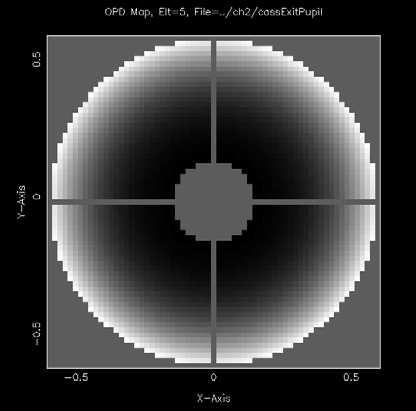 OPD Map, Elt=5, File=../ch2/cassExitPupil
0.5
0
-0.5
Y-Axis
-0.5 0 0.5
X-Axis